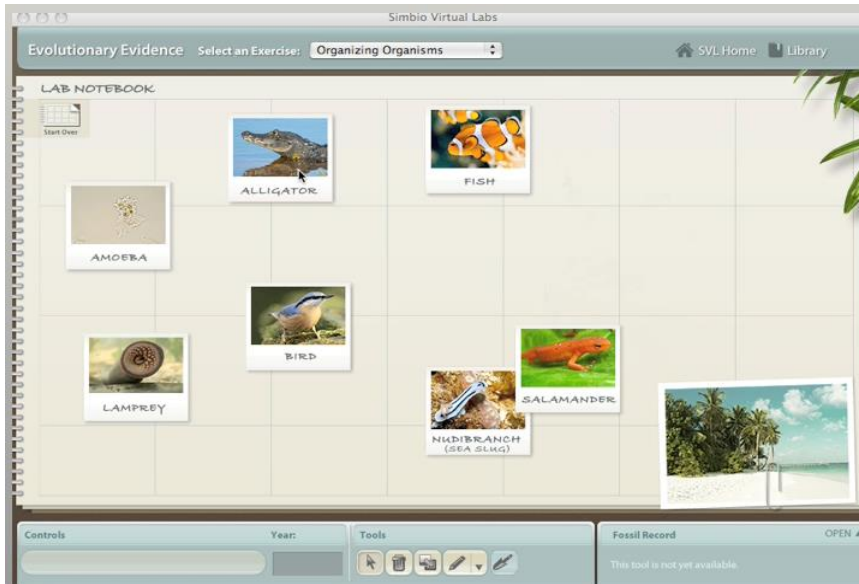 Simbio Virtual Labs
Evolutionary Evidence Select an Exercise: Organizing Organisms SVL Home Library
LAB NOTEBOOK
Start Over
ALLIGATOR
FISH
AMOEBA
BIRD
LAMPREY
SALAMANDER
NUDIBRANCH
(SEA SLUG)
Controls Year: Tools Fossil Record OPEN
This tool is not yet available.